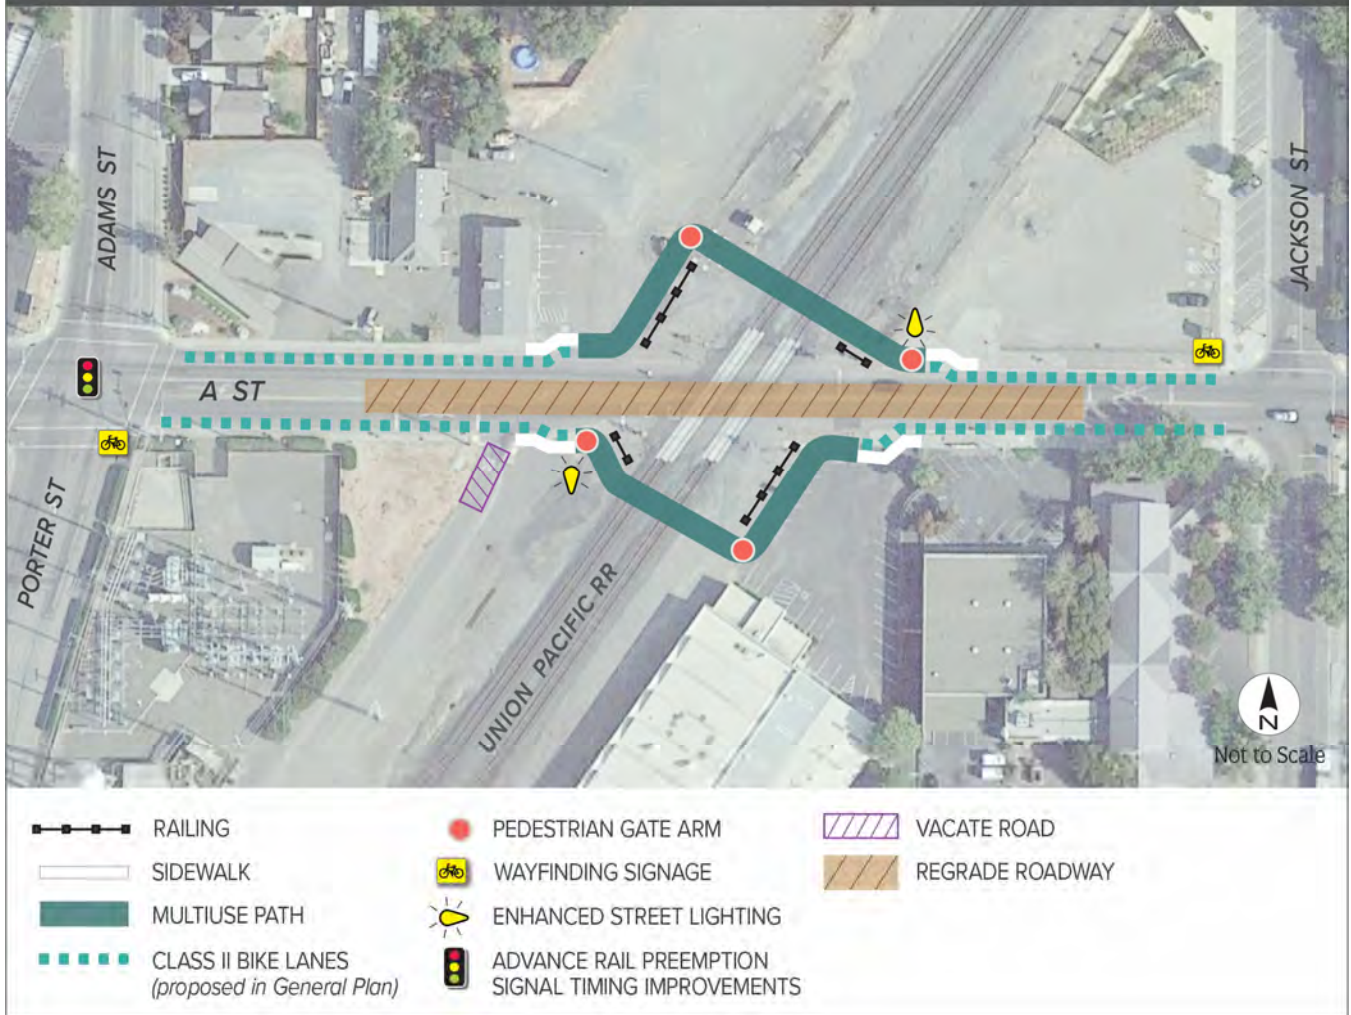 ADAMS ST
JACKSON ST
A ST
PORTER ST
UNION PACIFIC RR
N
Not to Scale
RAILING
SIDEWALK
MULTIUSE PATH
CLASS II BIKE LANES
(proposed in General Plan)
PEDESTRIAN GATE ARM
WAYFINDING SIGNAGE
ENHANCED STREET LIGHTING
ADVANCE RAIL PREEMPTION
SIGNAL TIMING IMPROVEMENTS
VACATE ROAD
REGRADE ROADWAY